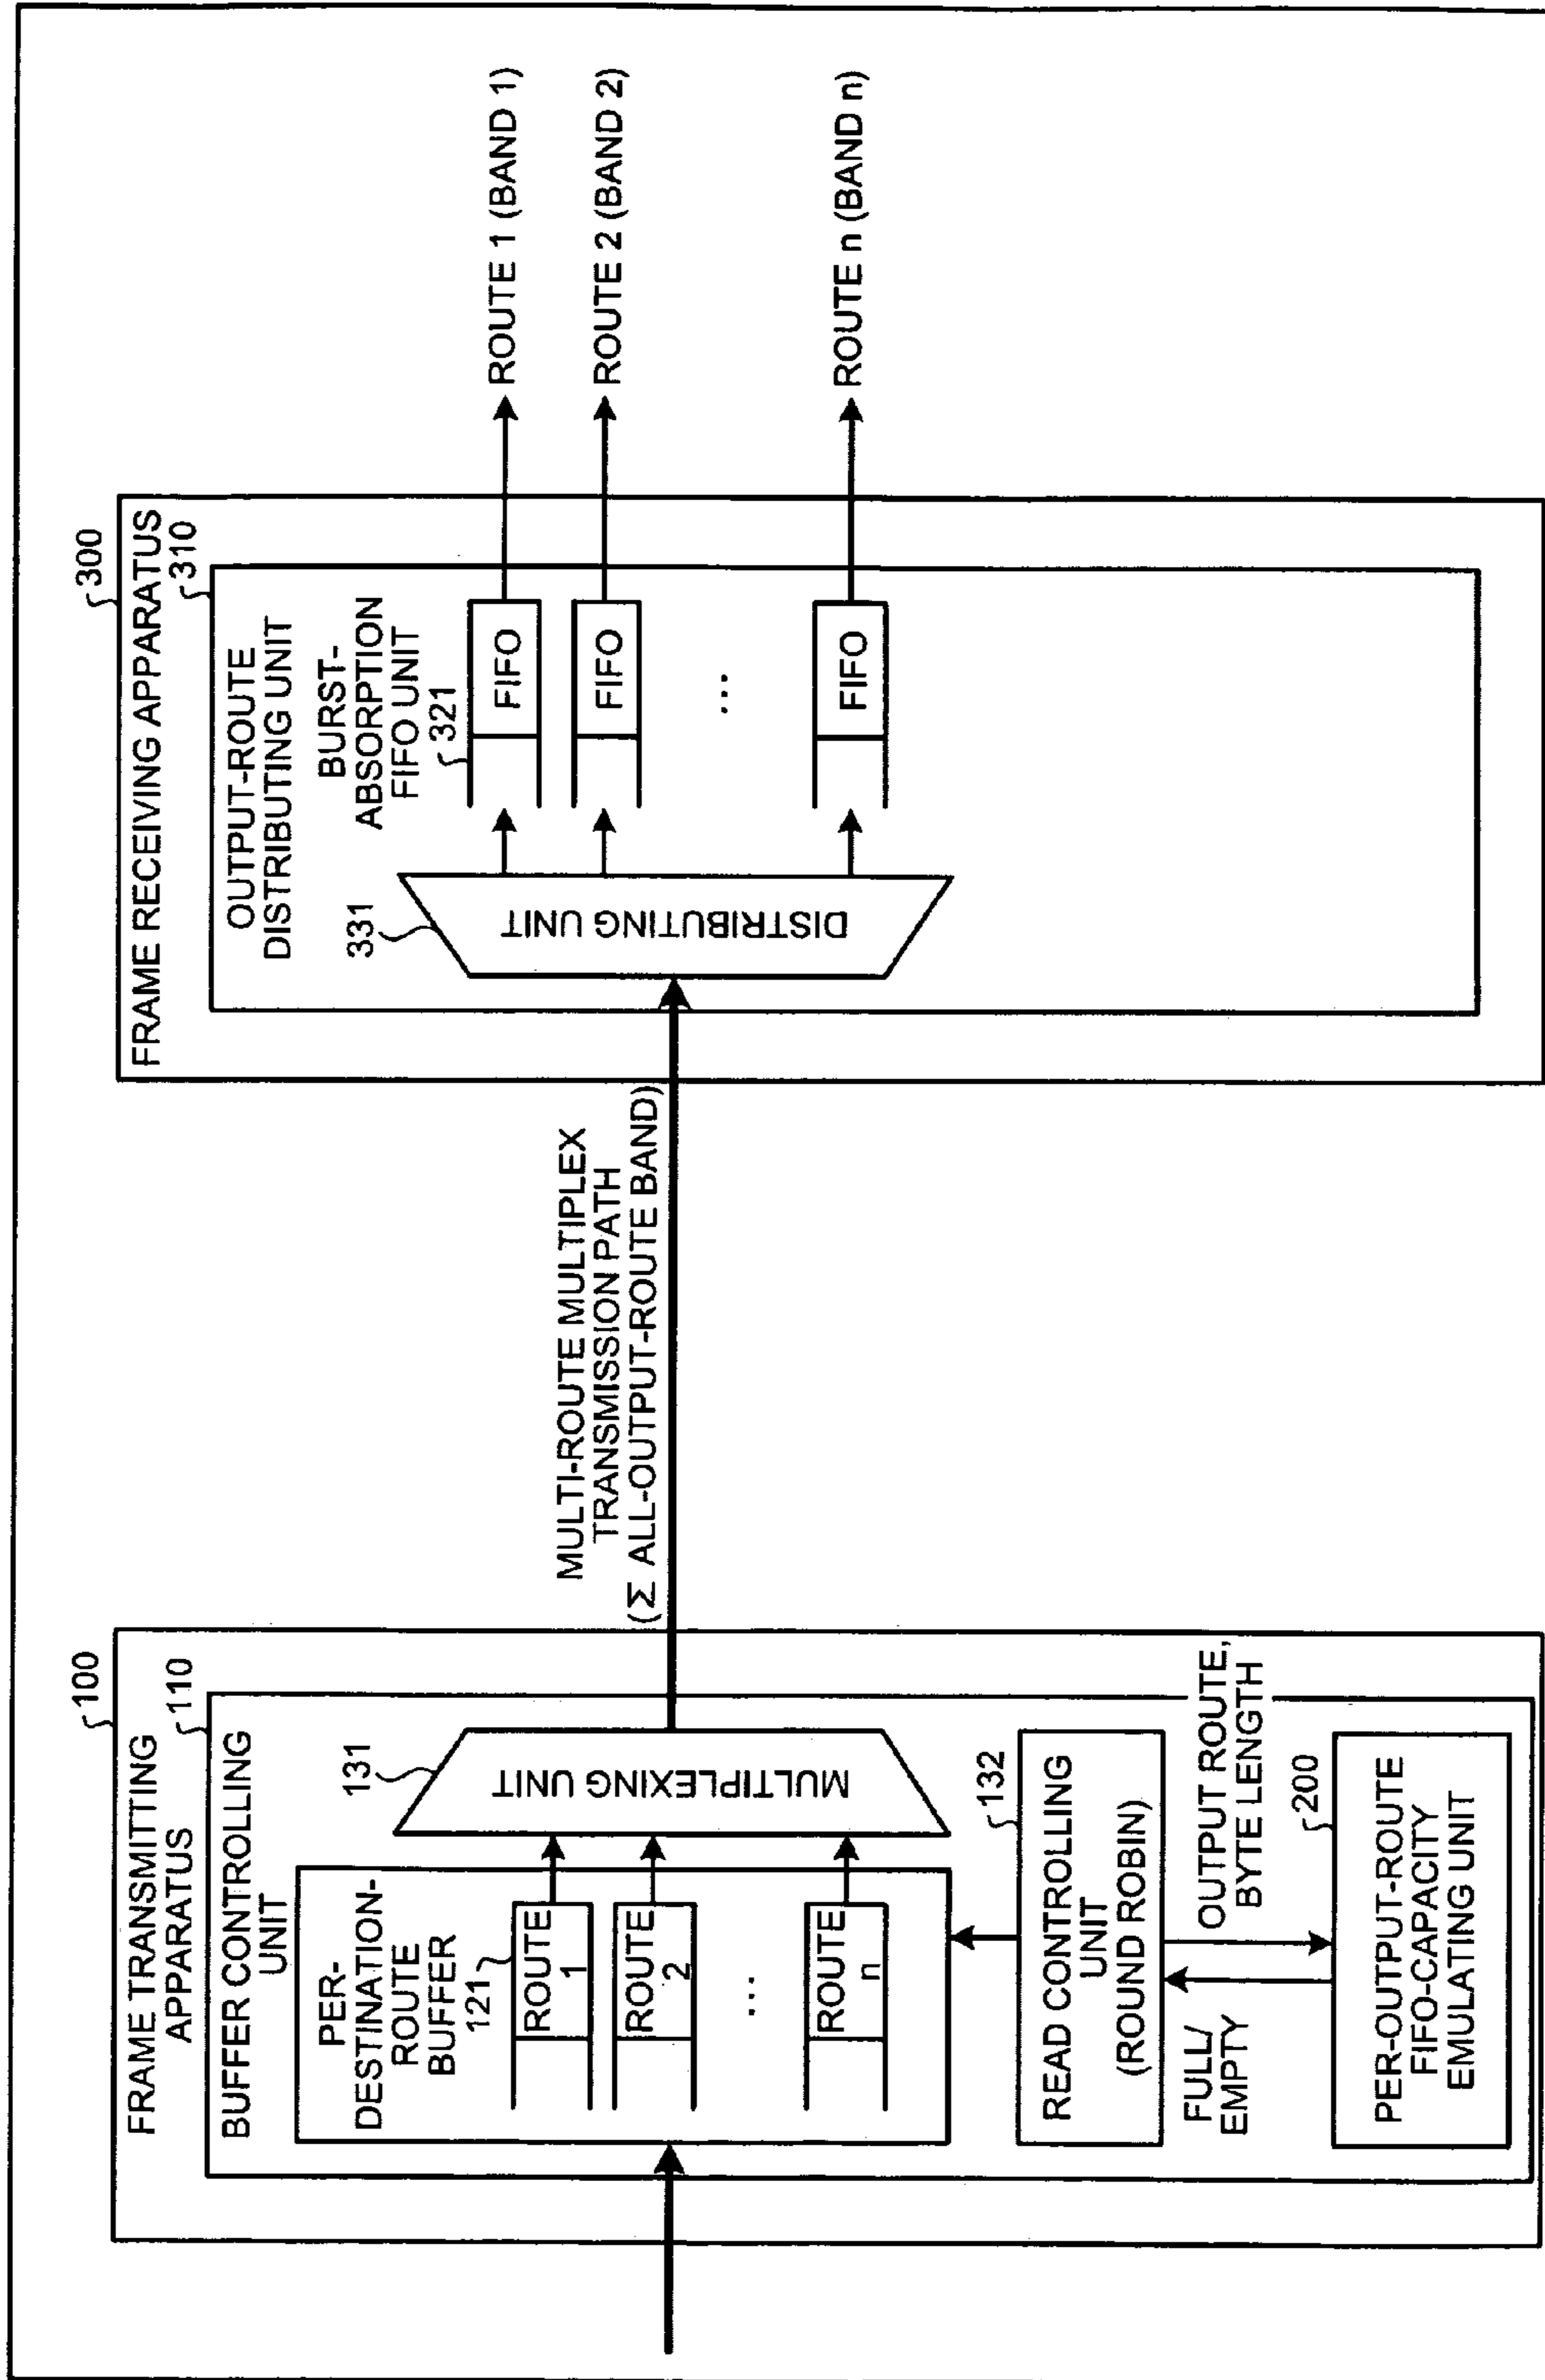 100
FRAME TRANSMITTING
APPARATUS
110
BUFFER CONTROLLING
UNIT
PER-
DESTINATION-
ROUTE
BUFFER
121
ROUTE
1
ROUTE
2
...
ROUTE
n
131
MULTIPLEXING UNIT
132
READ CONTROLLING
UNIT
(ROUND ROBIN)
FULL/
EMPTY
OUTPUT ROUTE,
BYTE LENGTH
200
PER-OUTPUT-ROUTE
FIFO-CAPACITY
EMULATING UNIT
MULTI-ROUTE MULTIPLEX
TRANSMISSION PATH
(Σ ALL-OUTPUT-ROUTE BAND)
300
FRAME RECEIVING APPARATUS
310
OUTPUT-ROUTE
DISTRIBUTING UNIT
BURST-
ABSORPTION
FIFO UNIT
321
331
DISTRIBUTING UNIT
FIFO
FIFO
...
FIFO
ROUTE 1 (BAND 1)
ROUTE 2 (BAND 2)
ROUTE n (BAND n)